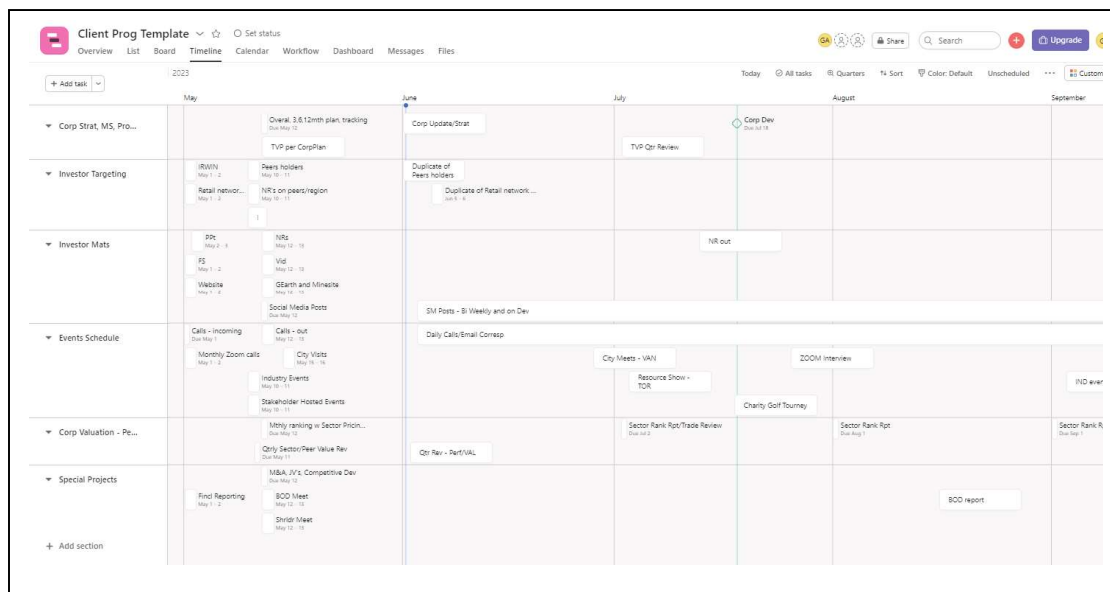 Client Prog Template
Set status
Overview List Board Timeline Calendar Workflow Dashboard Messages Files
GA Share Search Upgrade
+ Add task
2023
Today All tasks Quarters Sort Color: Default Unscheduled ... Custom
May June July August September
Corp Strat, MS, Pro...
Overal, 3,6,12mth plan, tracking
Due May 12
Corp Update/Strat
Corp Dev
Due Jul 18
TVP per CorpPlan
TVP Qtr Review
Investor Targeting
IRWIN
May 1 - 2
Peers holders
May 10 - 11
Duplicate of
Peers holders
Retail networ...
May 1 - 2
NR's on peers/region
May 10 - 11
Duplicate of Retail network ...
Jun 5 - 6
Investor Mats
PPt
May 2 - 3
NRs
May 12 - 15
NR out
FS
May 1 - 2
Vid
May 12 - 15
Website
GEarth and Minesite
Social Media Posts
Due May 12
SM Posts - Bi Weekly and on Dev
Events Schedule
Calls - incoming
Due May 1
Calls - out
May 12 - 15
Daily Calls/Email Corresp
Monthly Zoom calls
May 1 - 2
City Visits
May 15 - 16
City Meets - VAN
ZOOM Interview
Industry Events
May 10 - 11
Resource Show -
TOR
IND ever
Stakeholder Hosted Events
May 10 - 11
Charity Golf Tourney
Corp Valuation - Pe...
Mthly ranking w Sector Pricin...
Due May 12
Sector Rank Rpt/Trade Review
Due Jul 2
Sector Rank Rpt
Due Aug 1
Sector Rank R
Due Sep 1
Qtrly Sector/Peer Value Rev
Due May 11
Qtr Rev - Perf/VAL
Special Projects
M&A, JV's, Competitive Dev
Due May 12
Fincl Reporting
May 1 - 2
BOD Meet
May 12 - 15
BOD report
Shrldr Meet
May 12 - 15
+ Add section